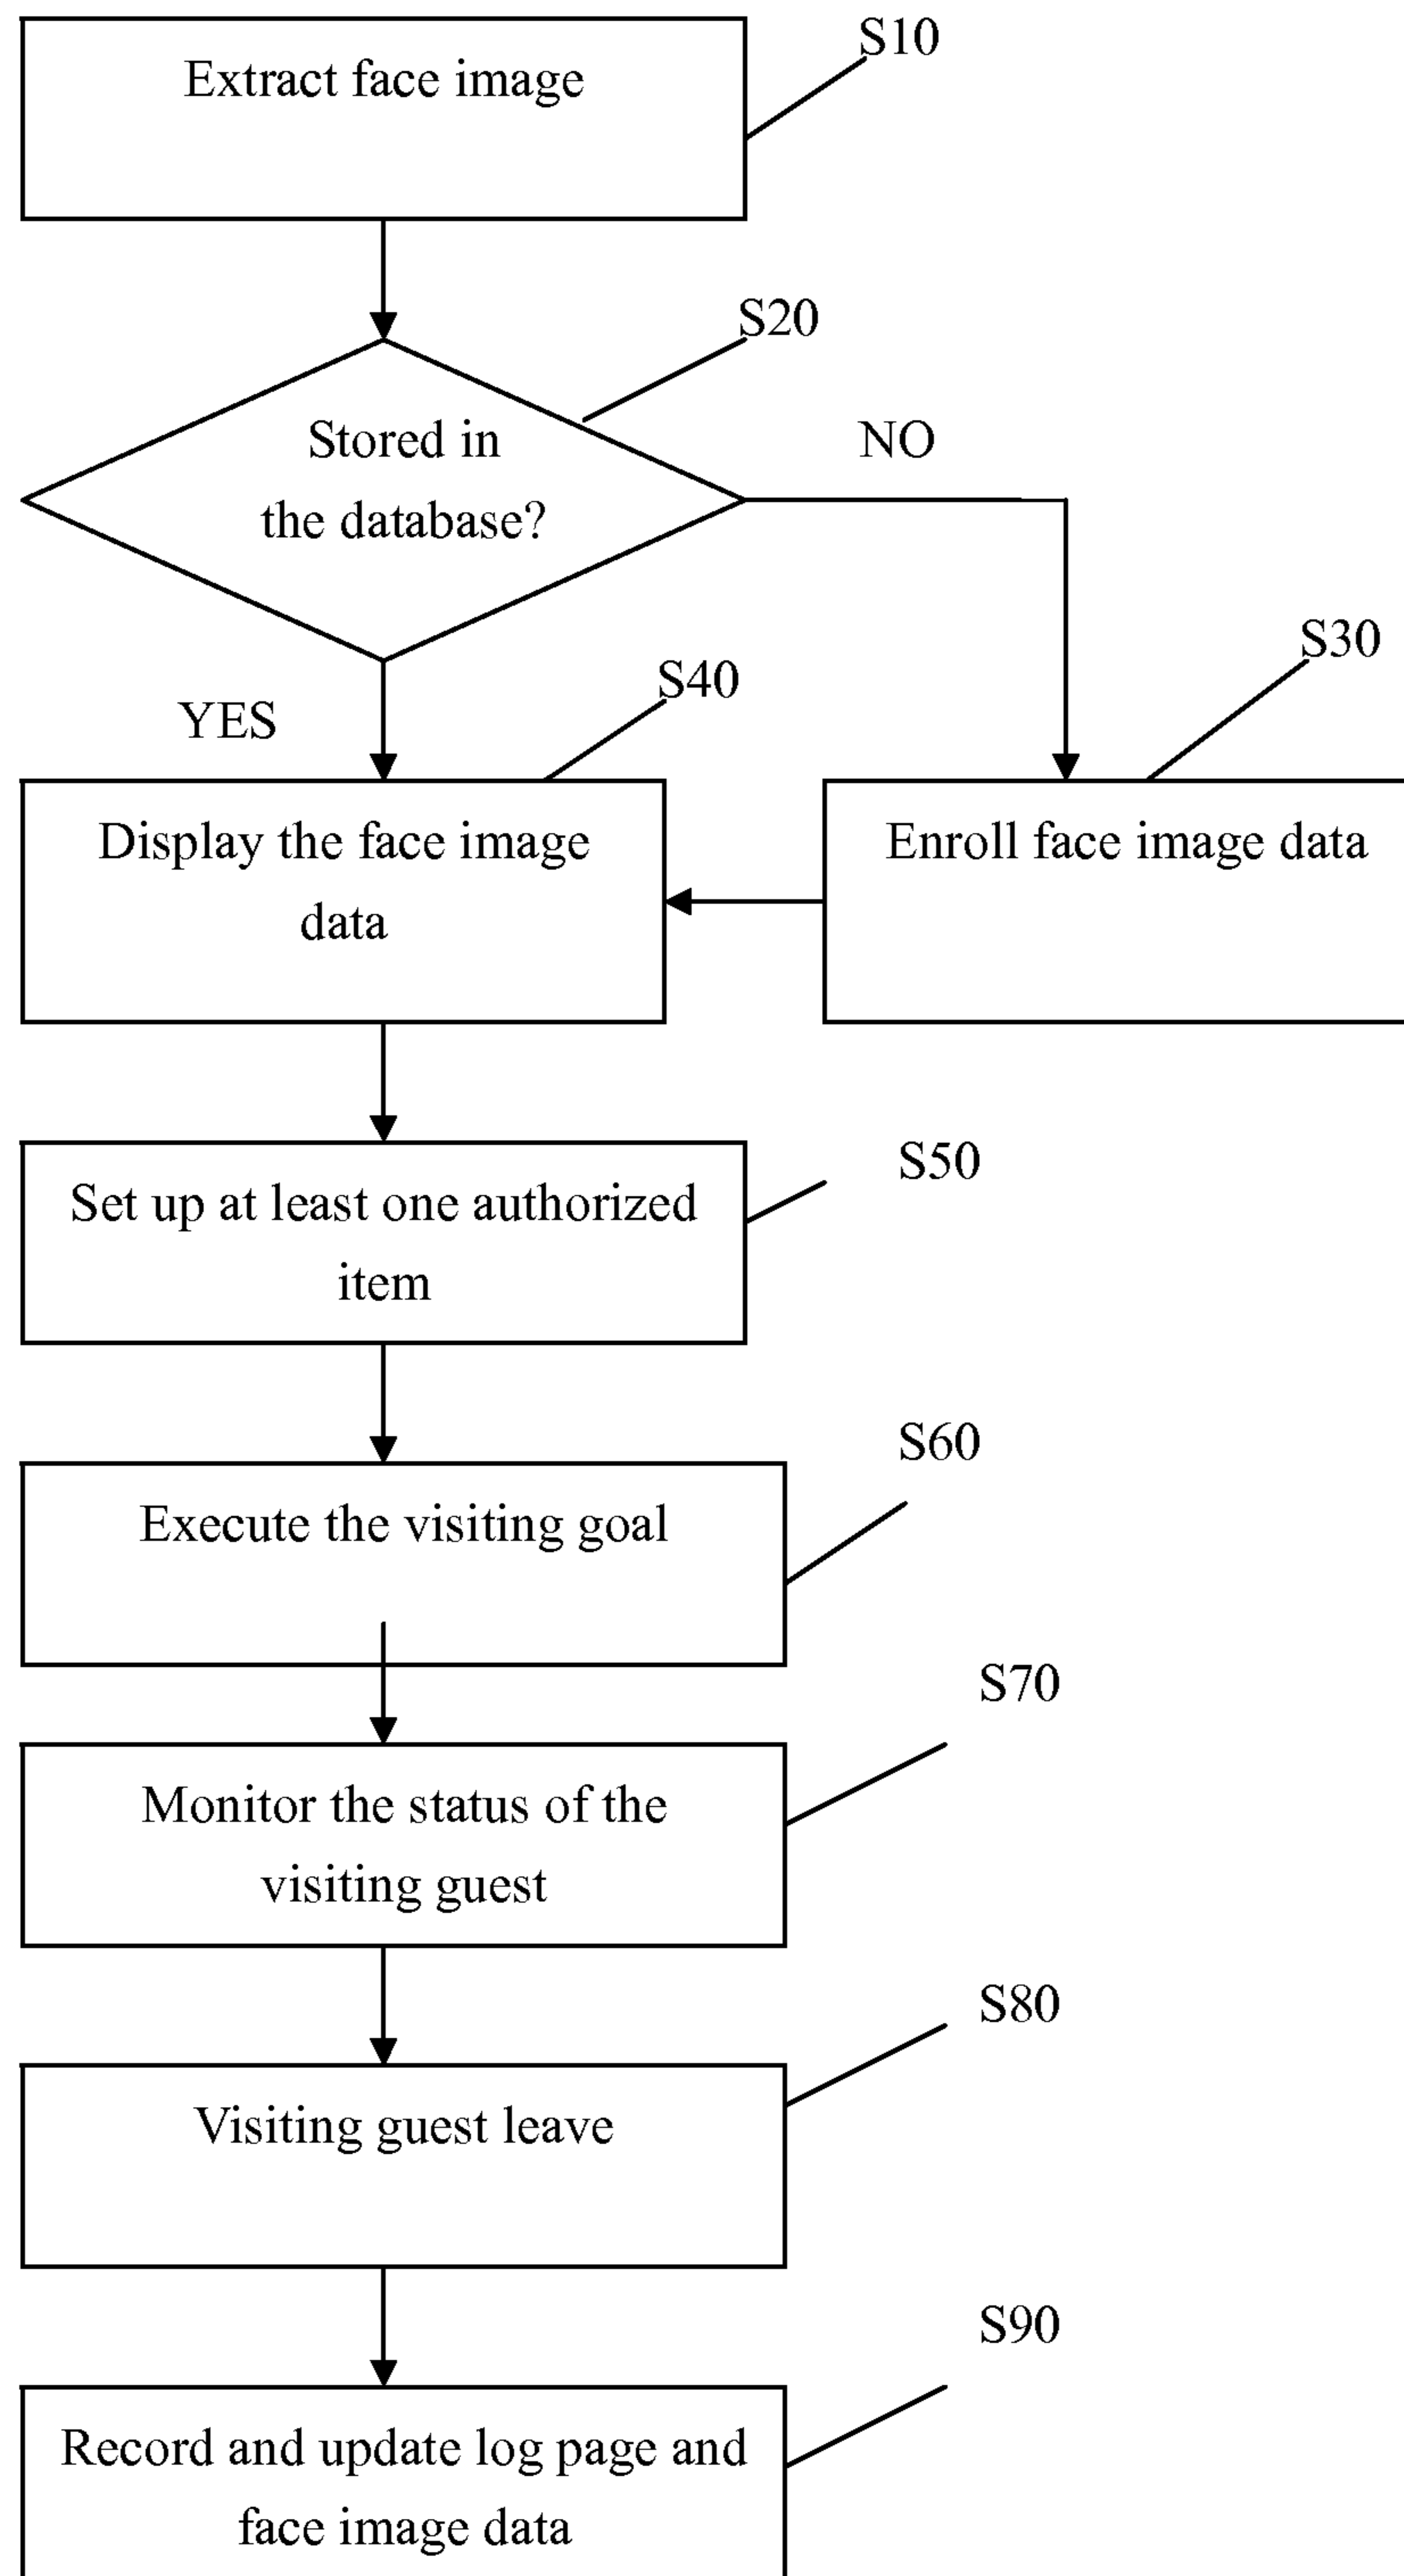 S10
Extract face image
S20
Stored in
the database?
NO
YES
S40
S30
Display the face image
data
Enroll face image data
S50
Set up at least one authorized
item
S60
Execute the visiting goal
S70
Monitor the status of the
visiting guest
S80
Visiting guest leave
S90
Record and update log page and
face image data